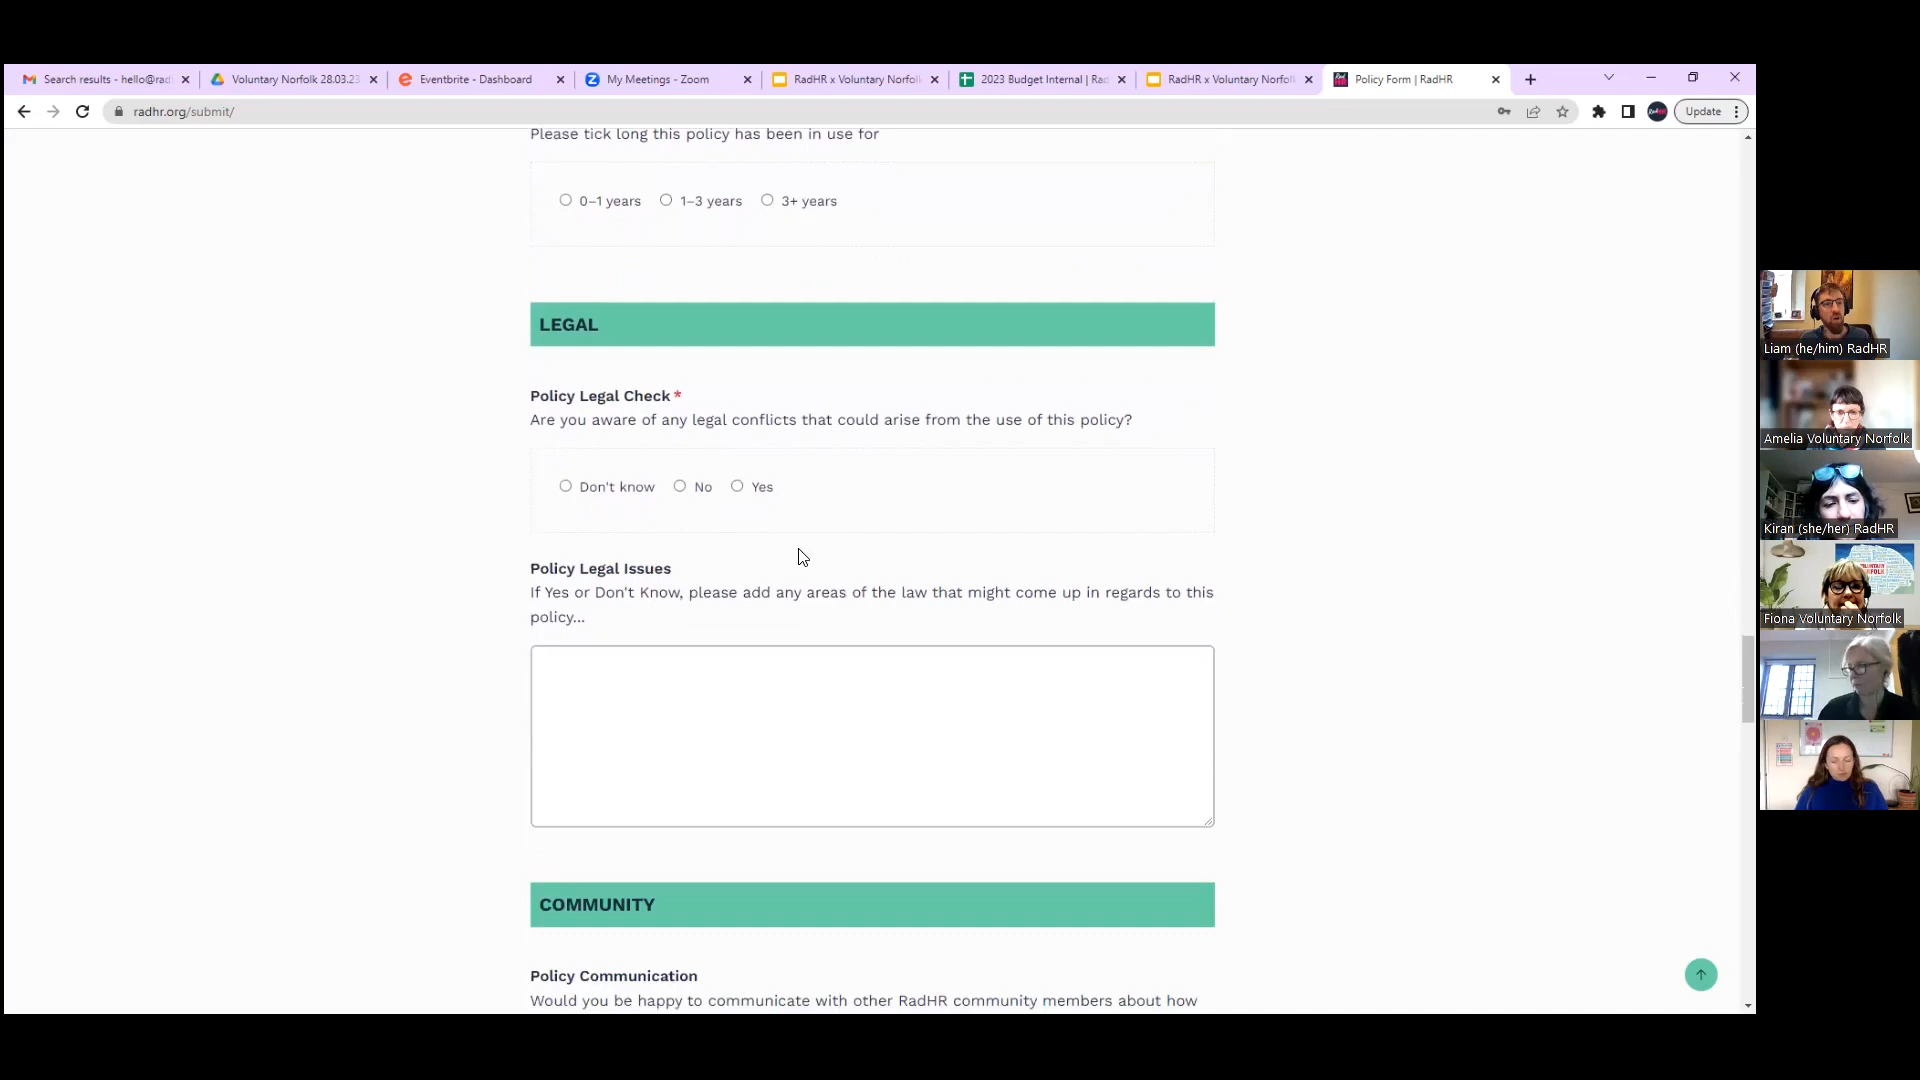 Search results - hello@rad
Voluntary Norfolk 28.03.23
Eventbrite - Dashboard
My Meetings - Zoom
RadHR x Voluntary Norfolk
2023 Budget Internal | Rad
RadHR x Voluntary Norfolk
Policy Form | RadHR
radhr.org/submit/
Update
Please tick long this policy has been in use for
0–1 years
1–3 years
3+ years
LEGAL
Policy Legal Check *
Are you aware of any legal conflicts that could arise from the use of this policy?
Don't know
No
Yes
Policy Legal Issues
If Yes or Don't Know, please add any areas of the law that might come up in regards to this
policy...
COMMUNITY
Policy Communication
Would you be happy to communicate with other RadHR community members about how
Liam (he/him) RadHR
Amelia Voluntary Norfolk
Kiran (she/her) RadHR
Fiona Voluntary Norfolk